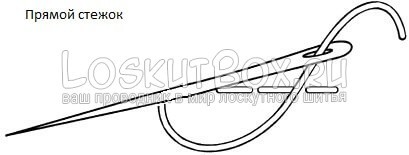 Прямой стежок
LoskutBox.ru
ваш проводник в мир лоскутного шитья